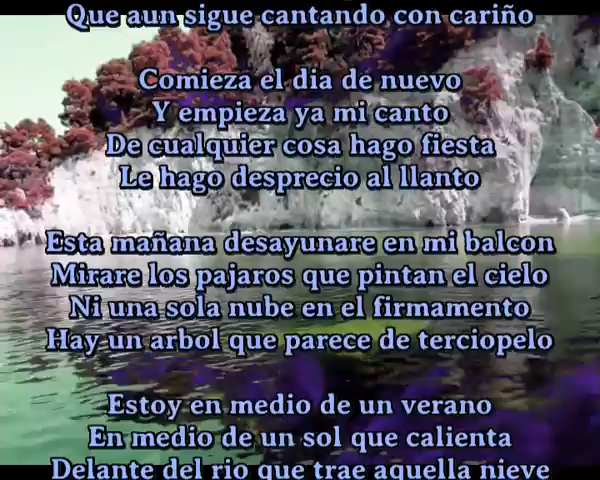 Que aun sigue cantando con cariño
Comieza el dia de nuevo
Y empieza ya mi canto
De cualquier cosa hago fiesta
Le hago desprecio al llanto
Esta mañana desayunare en mi balcon
Mirare los pajaros que pintan el cielo
Ni una sola nube en el firmamento
Hay un arbol que parece de terciopelo
Estoy en medio de un verano
En medio de un sol que calienta
Delante del rio que trae aquella nieve